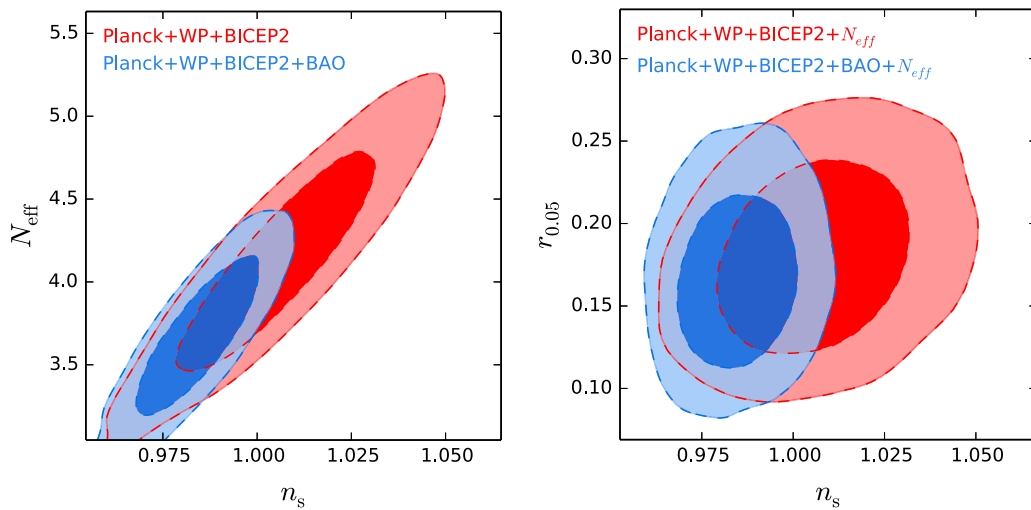 Planck+WP+BICEP2
Planck+WP+BICEP2+BAO
5.5
5.0
4.5
4.0
3.5
N_eff
0.975 1.000 1.025 1.050
n_s
Planck+WP+BICEP2+N_eff
Planck+WP+BICEP2+BAO+N_eff
0.30
0.25
0.20
0.15
0.10
r_0.05
0.975 1.000 1.025 1.050
n_s